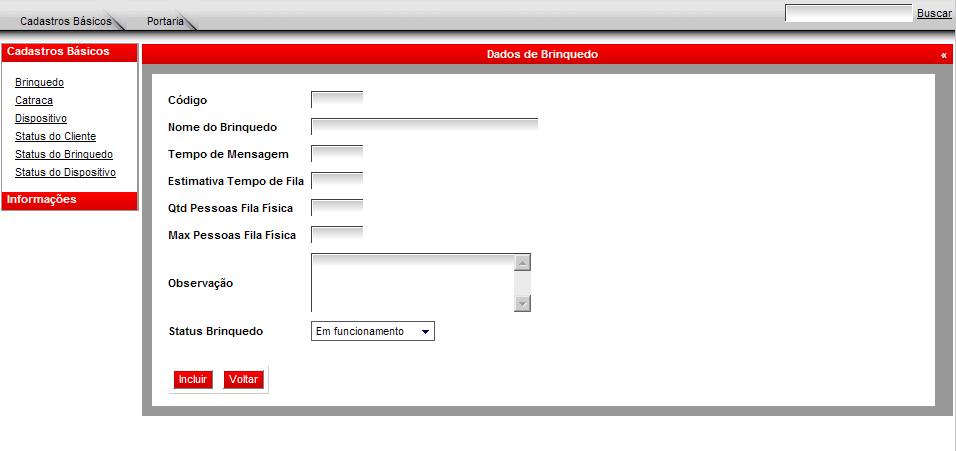 Cadastros Básicos
Portaria
Buscar
Cadastros Básicos
Brinquedo
Catraca
Dispositivo
Status do Cliente
Status do Brinquedo
Status do Dispositivo
Informações
Dados de Brinquedo «
Código
Nome do Brinquedo
Tempo de Mensagem
Estimativa Tempo de Fila
Qtd Pessoas Fila Física
Max Pessoas Fila Física
Observação
Status Brinquedo Em funcionamento
Incluir Voltar